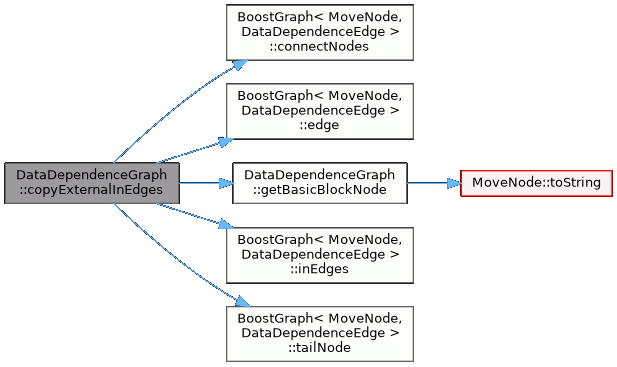 BoostGraph< MoveNode,
DataDependenceEdge >
::connectNodes
BoostGraph< MoveNode,
DataDependenceEdge >
::edge
DataDependenceGraph
::copyExternalInEdges
DataDependenceGraph
::getBasicBlockNode
MoveNode::toString
BoostGraph< MoveNode,
DataDependenceEdge >
::inEdges
BoostGraph< MoveNode,
DataDependenceEdge >
::tailNode